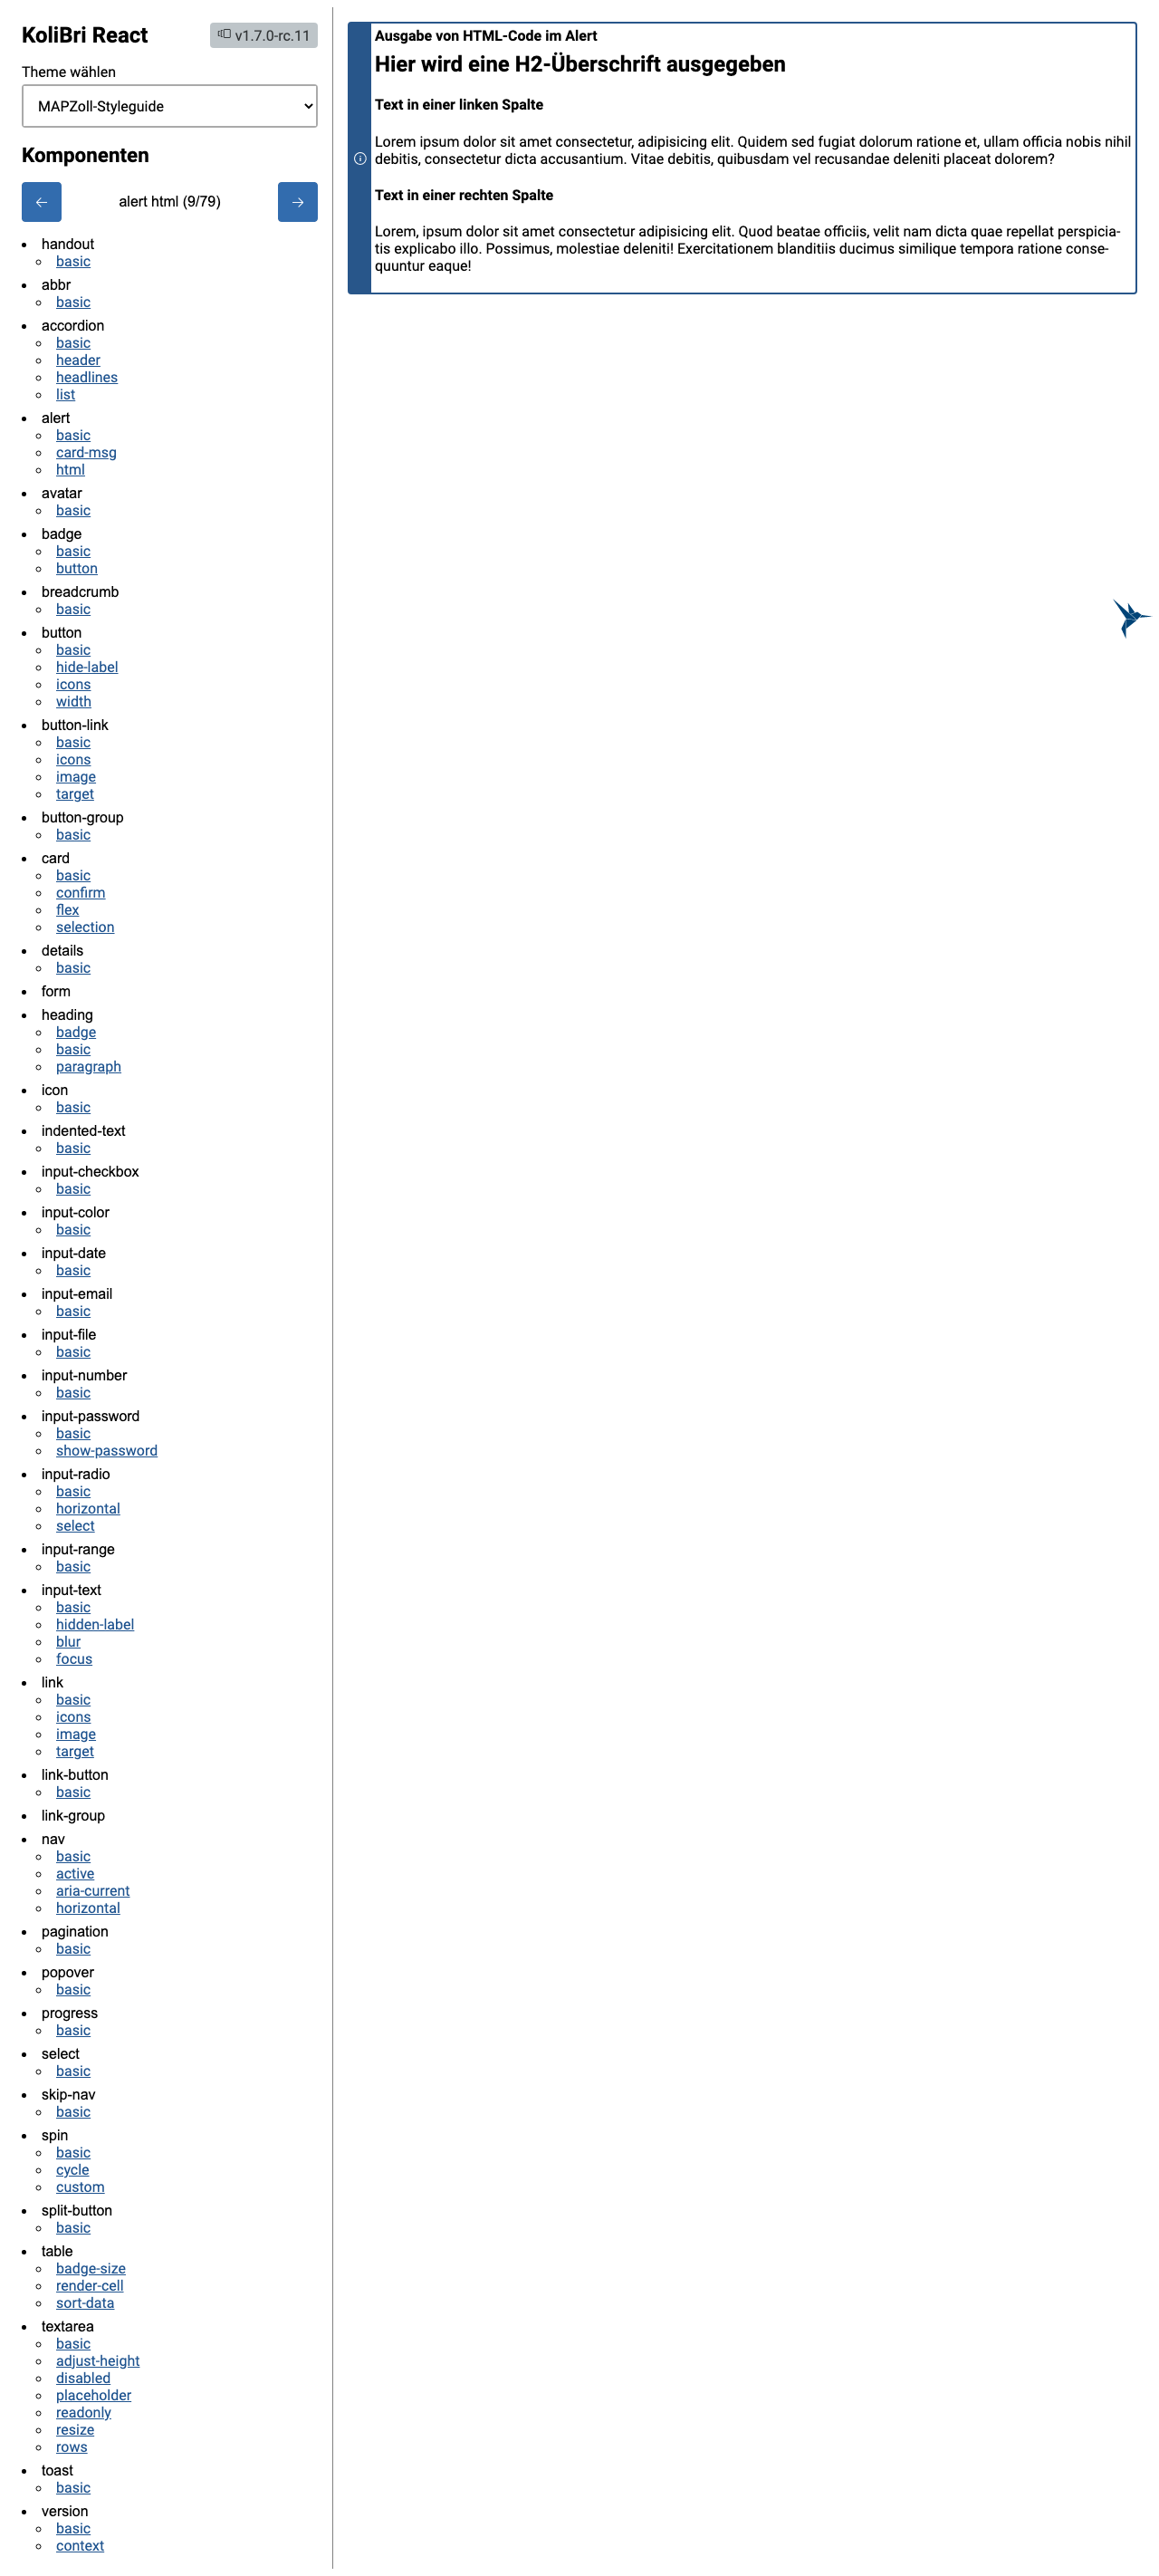 KoliBri React
v1.7.0-rc.11
Theme wählen
MAPZoll-Styleguide
Komponenten
alert html (9/79)
handout
basic
abbr
basic
accordion
basic
header
headlines
list
alert
basic
card-msg
html
avatar
basic
badge
basic
button
breadcrumb
basic
button
basic
hide-label
icons
width
button-link
basic
icons
image
target
button-group
basic
card
basic
confirm
flex
selection
details
basic
form
heading
badge
basic
paragraph
icon
basic
indented-text
basic
input-checkbox
basic
input-color
basic
input-date
basic
input-email
basic
input-file
basic
input-number
basic
input-password
basic
show-password
input-radio
basic
horizontal
select
input-range
basic
input-text
basic
hidden-label
blur
focus
link
basic
icons
image
target
link-button
basic
link-group
nav
basic
active
aria-current
horizontal
pagination
basic
popover
basic
progress
basic
select
basic
skip-nav
basic
spin
basic
cycle
custom
split-button
basic
table
badge-size
render-cell
sort-data
textarea
basic
adjust-height
disabled
placeholder
readonly
resize
rows
toast
basic
version
basic
context
Ausgabe von HTML-Code im Alert
Hier wird eine H2-Überschrift ausgegeben
Text in einer linken Spalte
Lorem ipsum dolor sit amet consectetur, adipisicing elit. Quidem sed fugiat dolorum ratione et, ullam officia nobis nihil
debitis, consectetur dicta accusantium. Vitae debitis, quibusdam vel recusandae deleniti placeat dolorem?
Text in einer rechten Spalte
Lorem, ipsum dolor sit amet consectetur adipisicing elit. Quod beatae officiis, velit nam dicta quae repellat perspicia-
tis explicabo illo. Possimus, molestiae deleniti! Exercitationem blanditiis ducimus similique tempora ratione conse-
quuntur eaque!